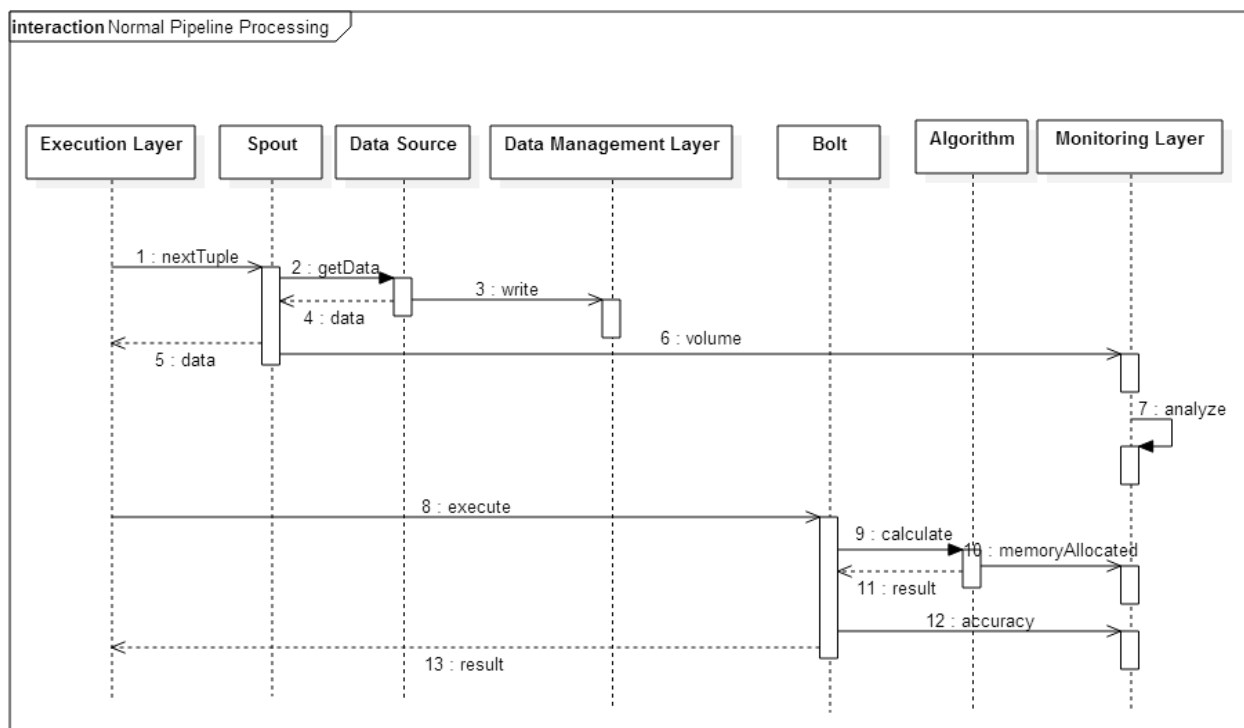 interaction Normal Pipeline Processing
Execution Layer
Spout
Data Source
Data Management Layer
Bolt
Algorithm
Monitoring Layer
1 : nextTuple
2 : getData
3 : write
4 : data
5 : data
6 : volume
7 : analyze
8 : execute
9 : calculate
10 : memoryAllocated
11 : result
12 : accuracy
13 : result